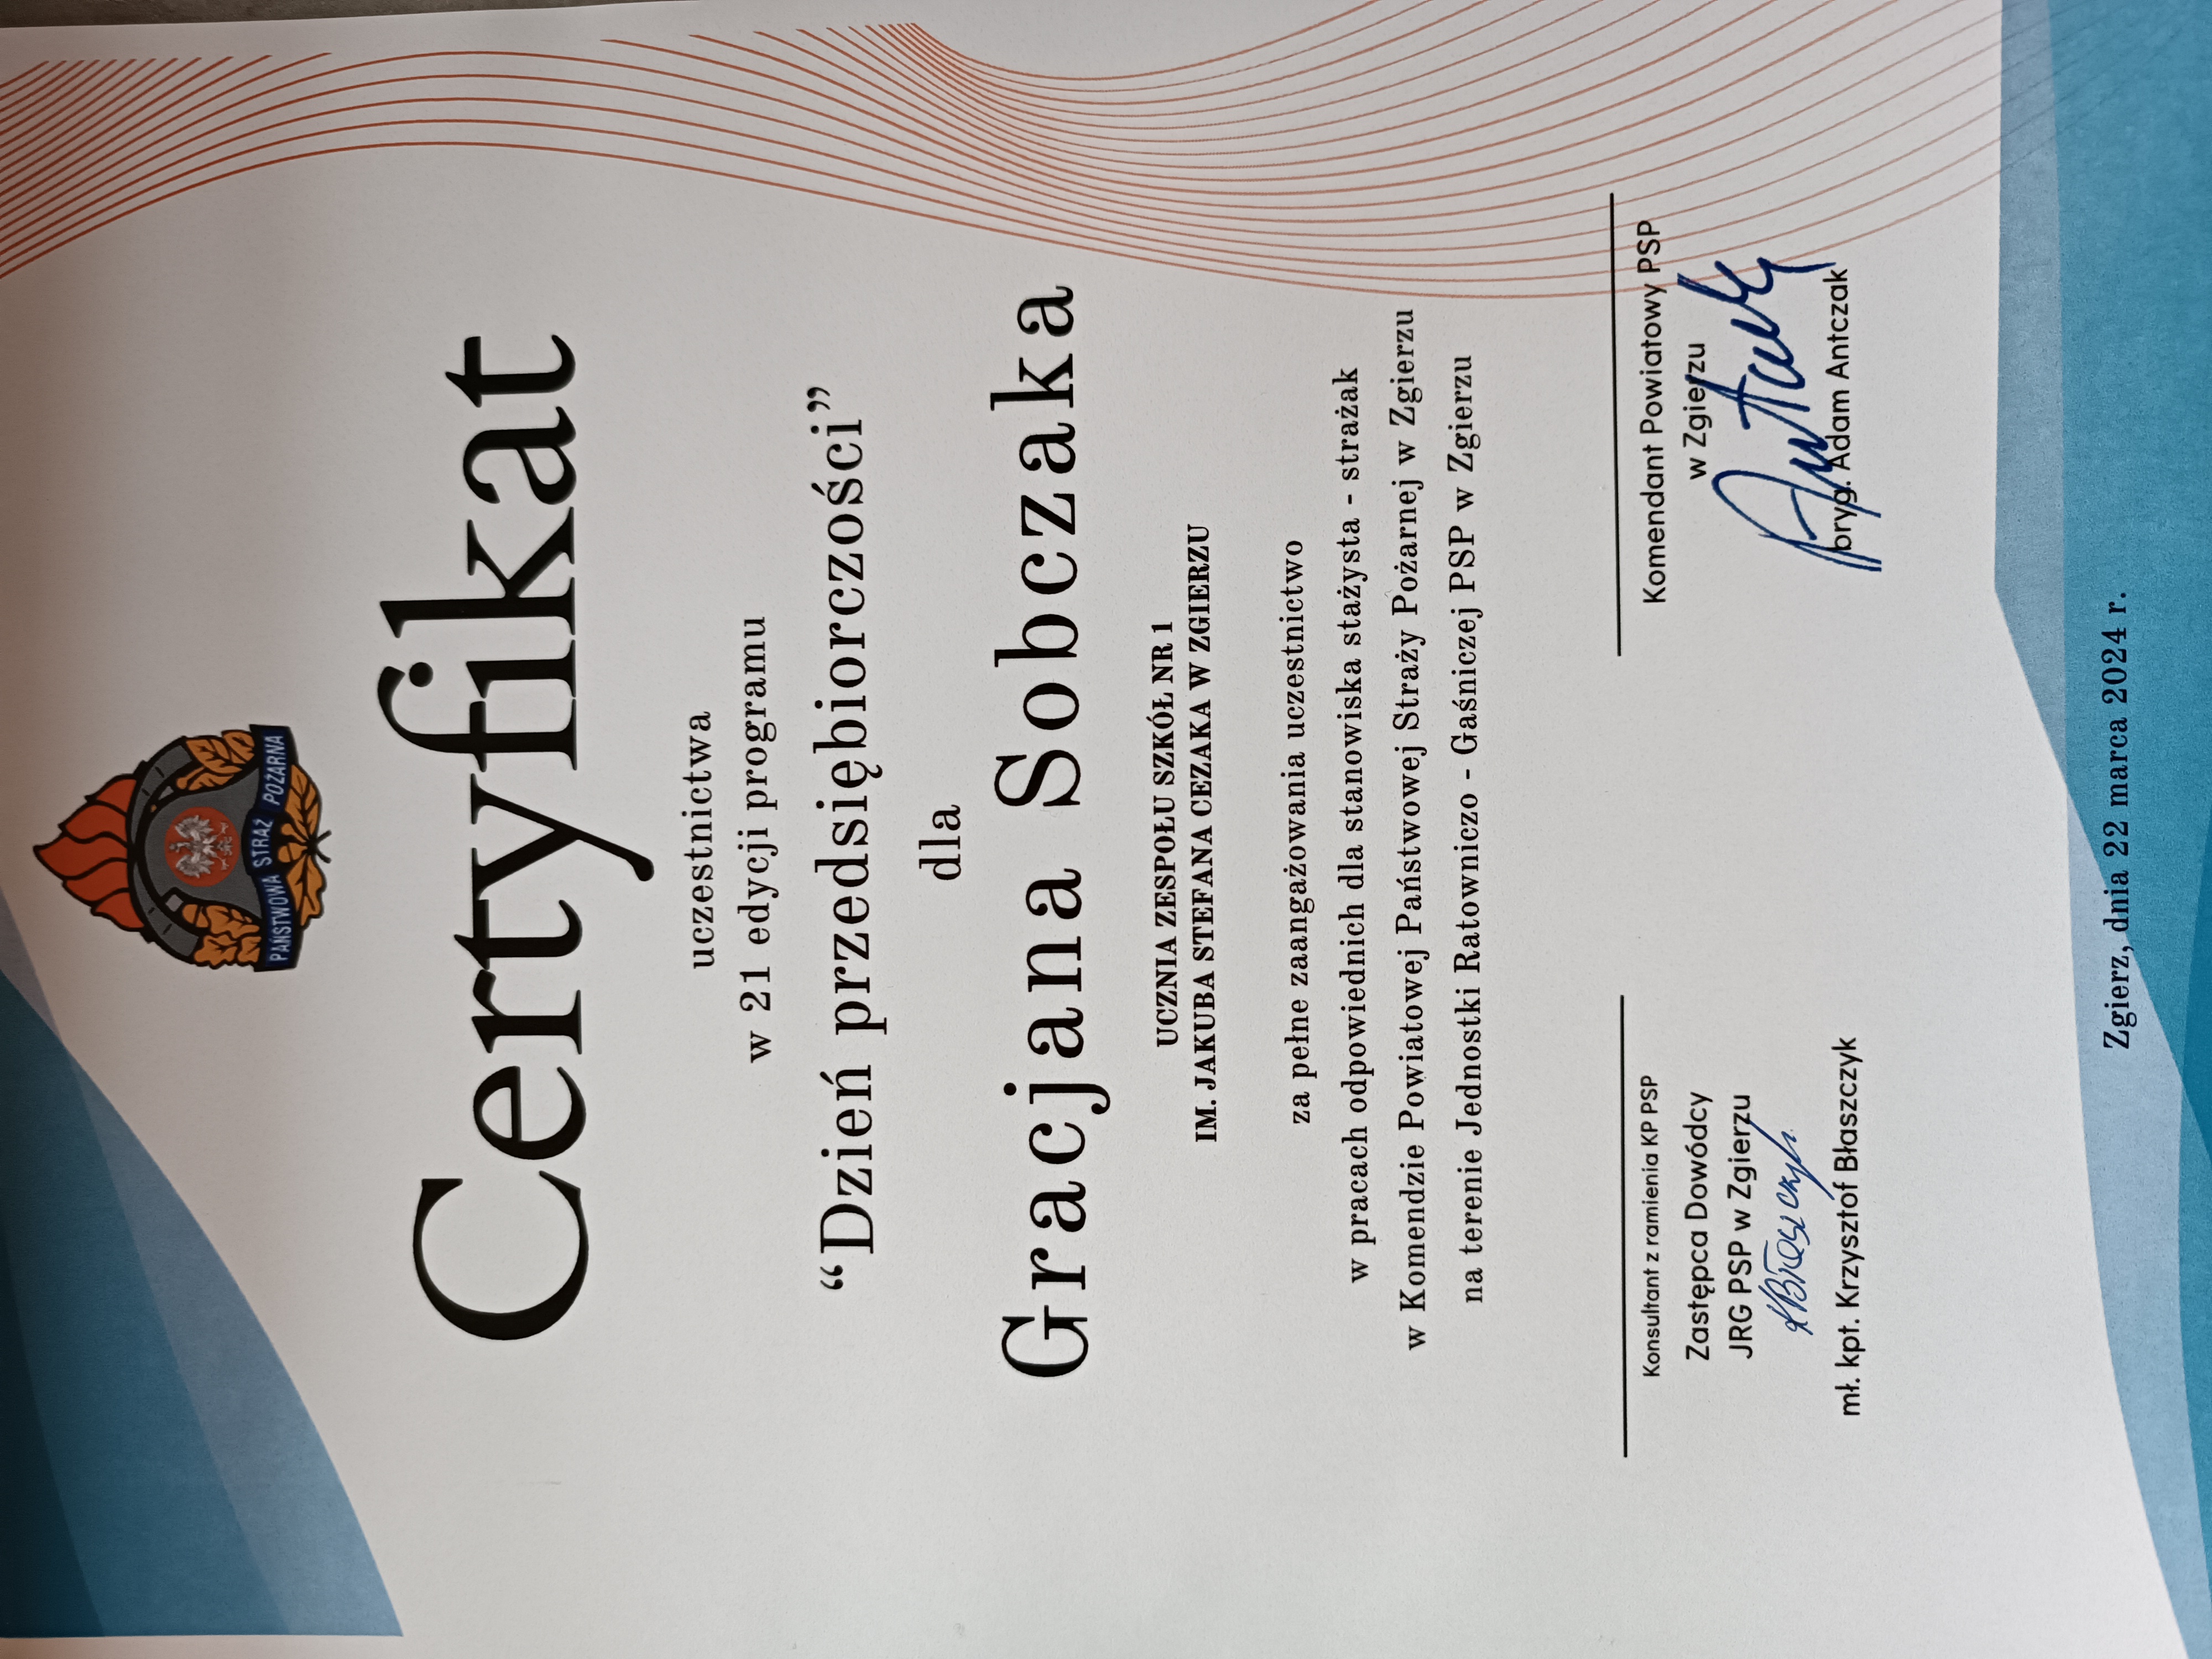 PAŃSTWOWA STRAŻ POŻARNA
Certyfikat
uczestnictwa
w 21 edycji programu
“Dzień przedsiębiorczości”
dla
Gracjana Sobczaka
UCZNIA ZESPOŁU SZKÓŁ NR 1
IM. JAKUBA STEFANA CEZAKA W ZGIERZU
za pełne zaangażowania uczestnictwo
w pracach odpowiednich dla stanowiska stażysta - strażak
w Komendzie Powiatowej Państwowej Straży Pożarnej w Zgierzu
na terenie Jednostki Ratowniczo - Gaśniczej PSP w Zgierzu
Konsultant z ramienia KP PSP
Zastępca Dowódcy
JRG PSP w Zgierzu
KBłaszczyk
mł. kpt. Krzysztof Błaszczyk
Komendant Powiatowy PSP
w Zgierzu
Antczak
bryg. Adam Antczak
Zgierz, dnia 22 marca 2024 r.